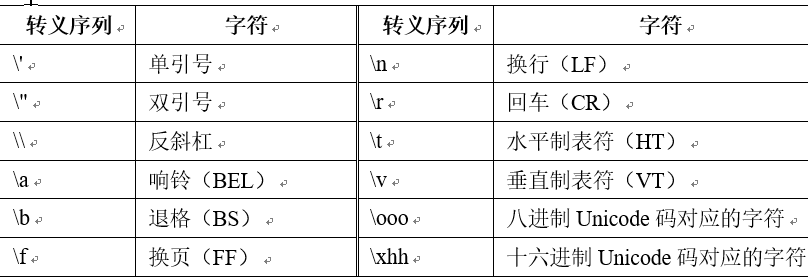 转义序列 字符 转义序列 字符
\' 单引号 \n 换行（LF）
\" 双引号 \r 回车（CR）
\\ 反斜杠 \t 水平制表符（HT）
\a 响铃（BEL） \v 垂直制表符（VT）
\b 退格（BS） \ooo 八进制 Unicode 码对应的字符
\f 换页（FF） \xhh 十六进制 Unicode 码对应的字符